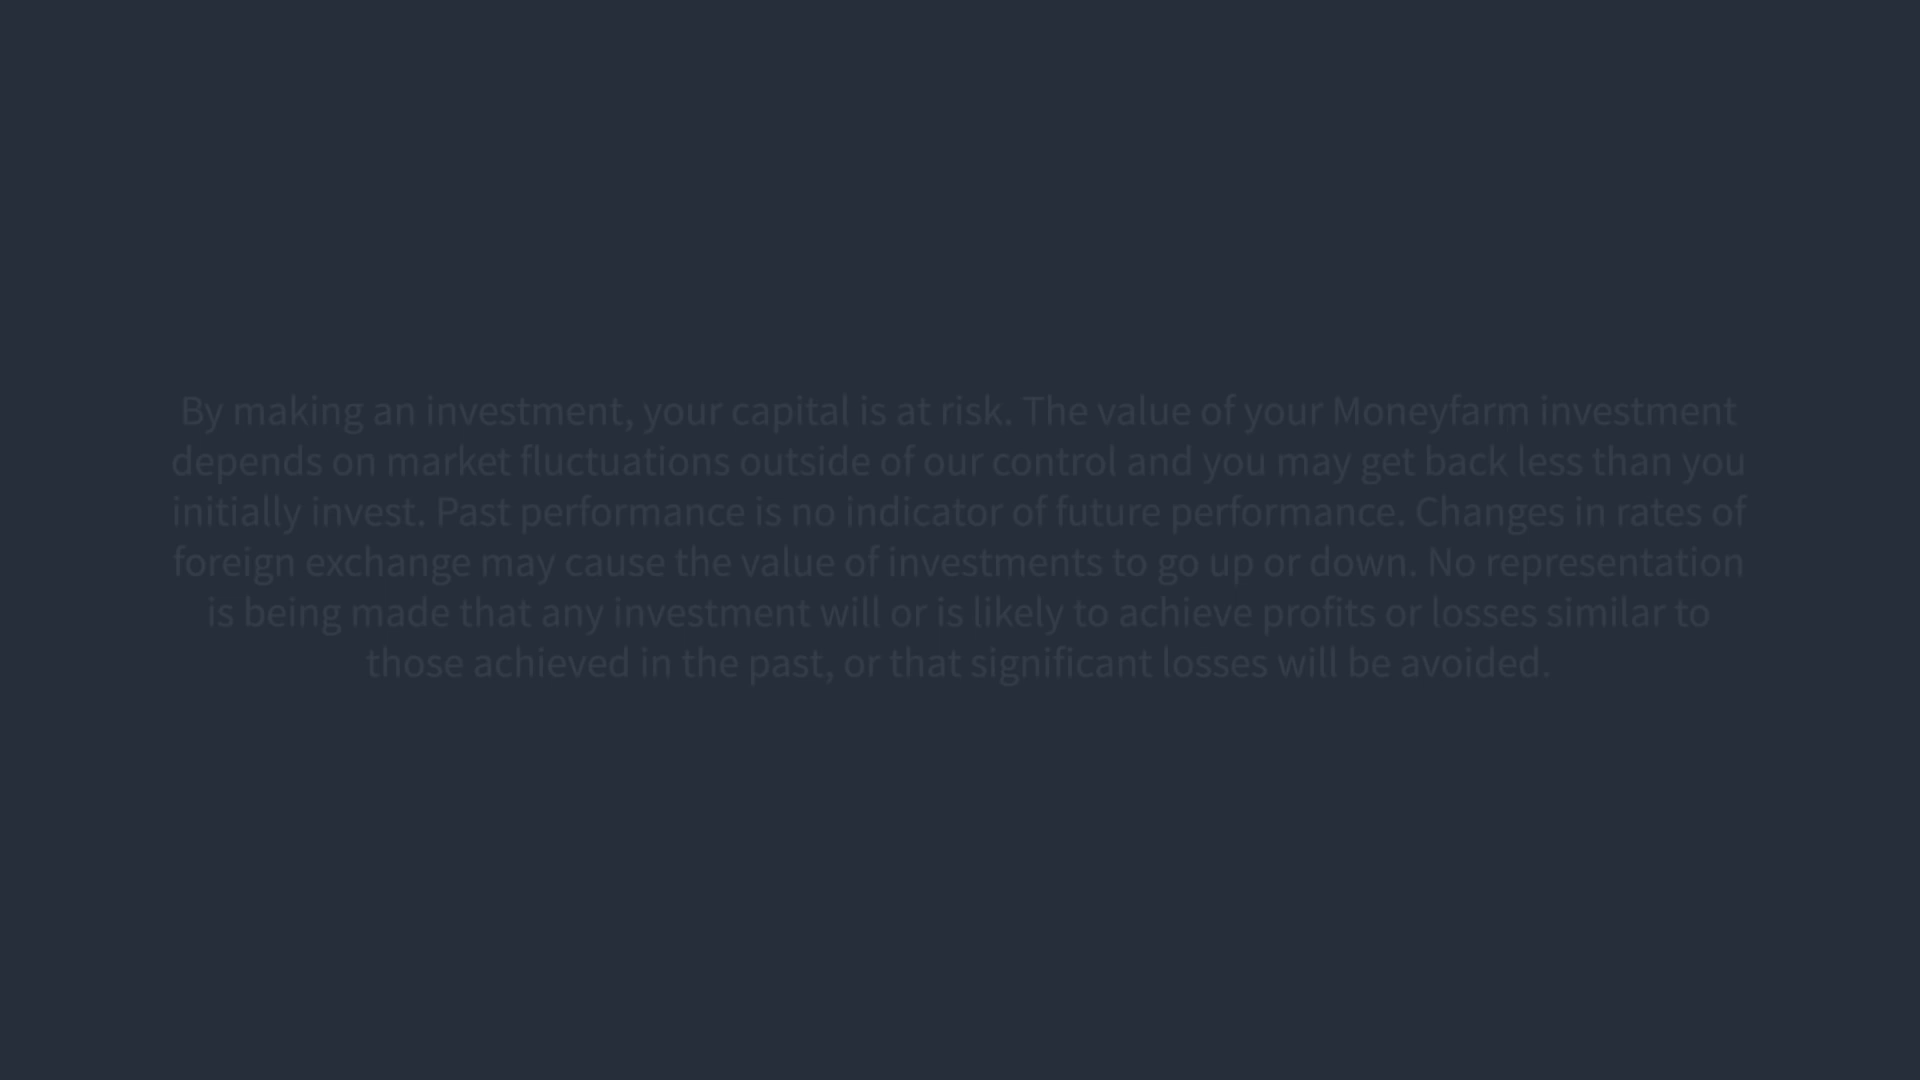 By making an investment, your capital is at risk. The value of your Moneyfarm investment
depends on market fluctuations outside of our control and you may get back less than you
initially invest. Past performance is no indicator of future performance. Changes in rates of
foreign exchange may cause the value of investments to go up or down. No representation
is being made that any investment will or is likely to achieve profits or losses similar to
those achieved in the past, or that significant losses will be avoided.